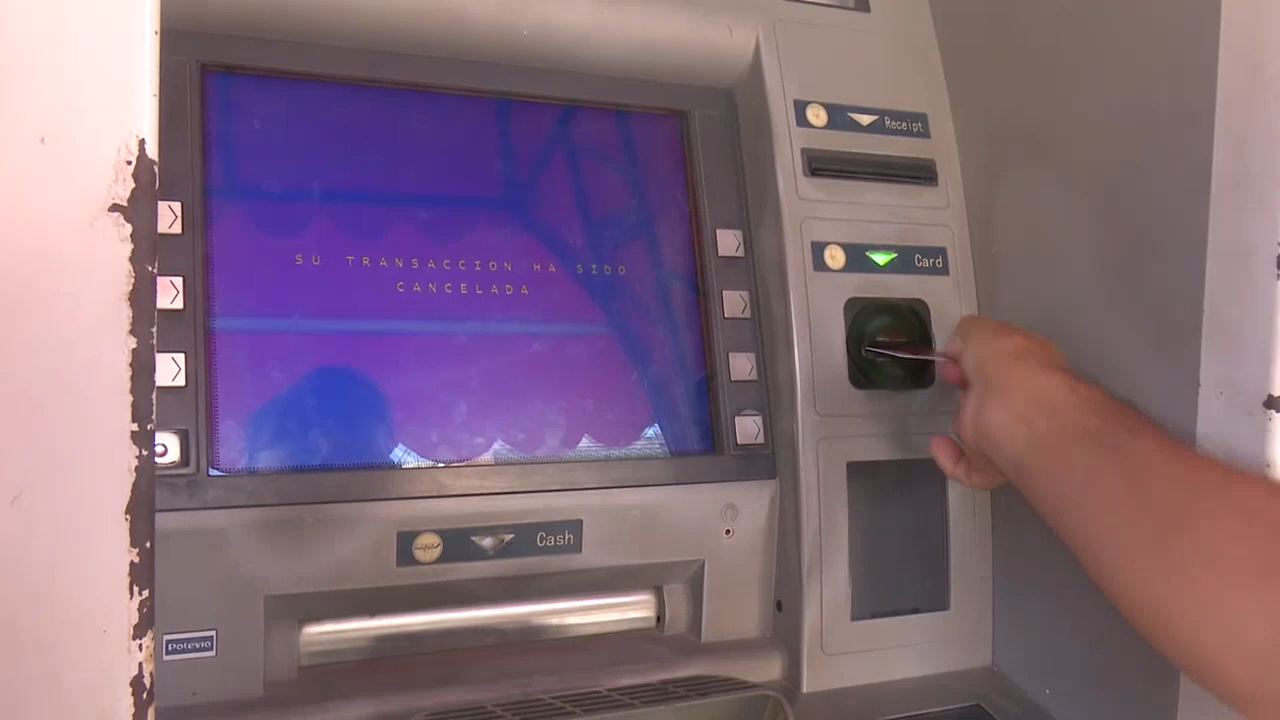 Receipt
Card
SU TRANSACCION HA SIDO
CANCELADA
Cash
Potevio